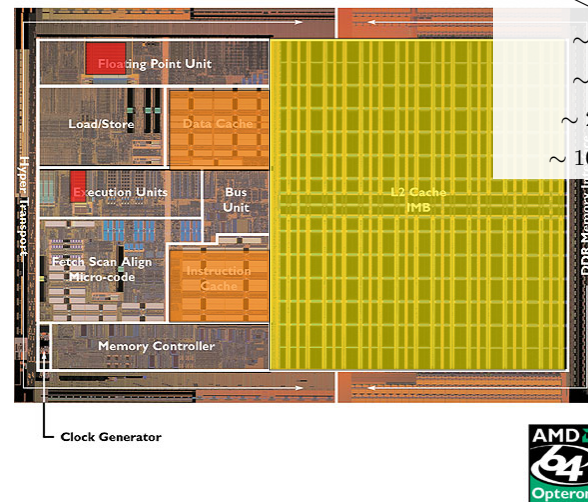 Floating Point Unit
Load/Store
Data Cache
Hyper Transport
Execution Units
Bus
Unit
L2 Cache
1MB
Fetch Scan Align
Micro-code
Instruction
Cache
Memory Controller
DDR Memory
Clock Generator
AMD
64
Opteron